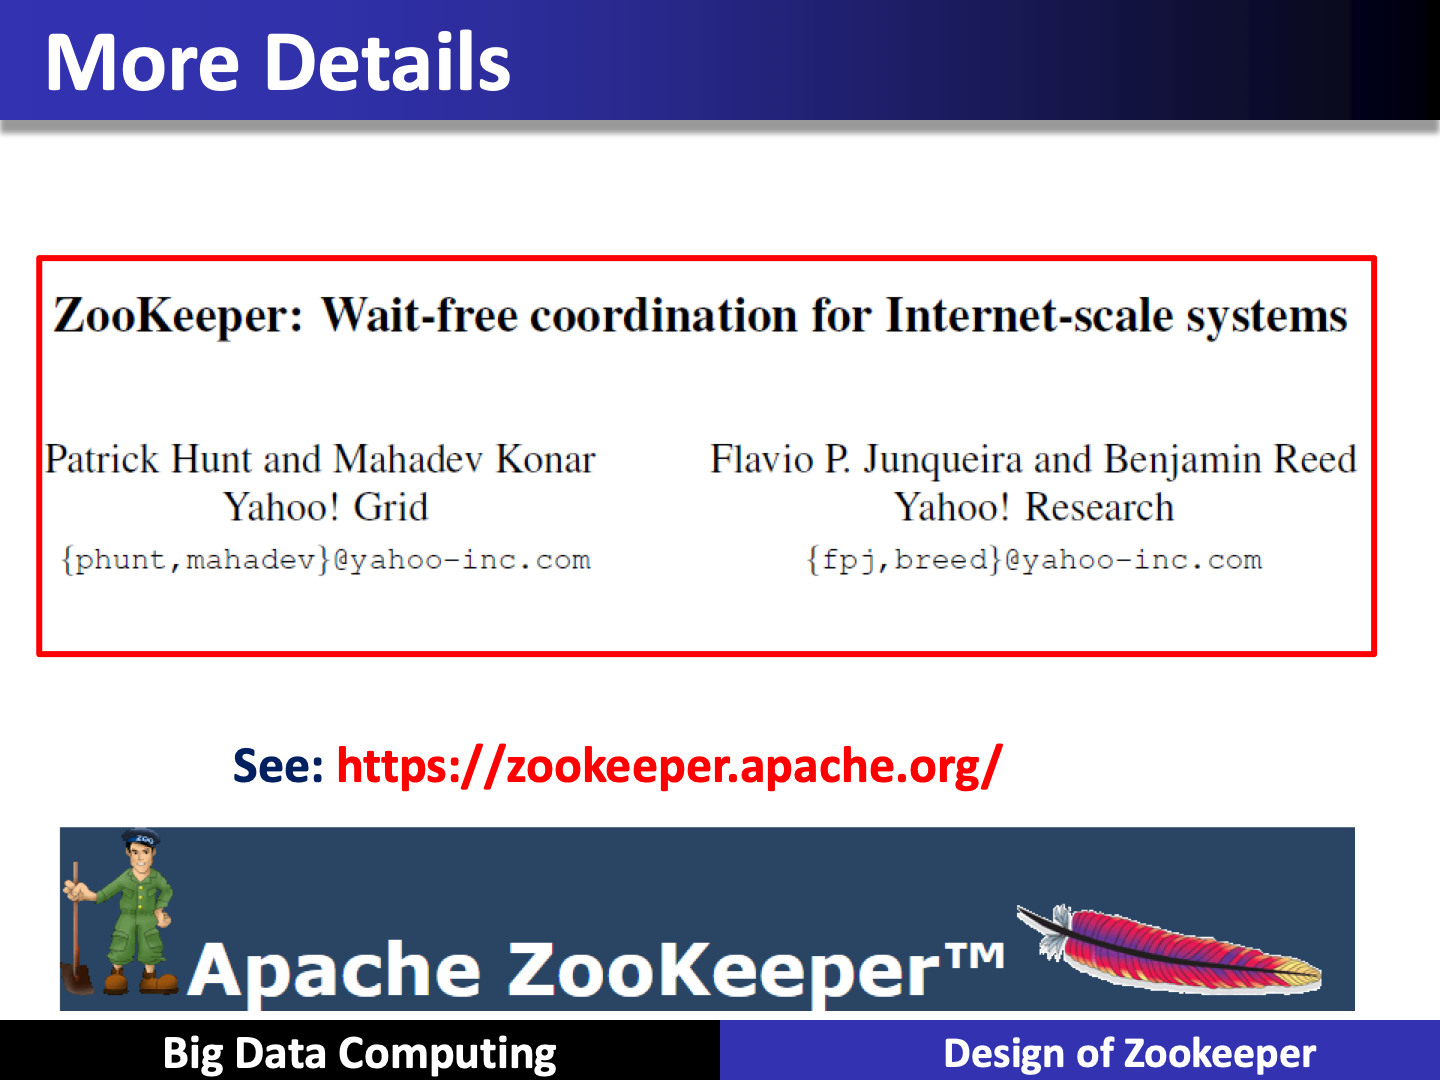 More Details
ZooKeeper: Wait-free coordination for Internet-scale systems
Patrick Hunt and Mahadev Konar
Yahoo! Grid
{phunt,mahadev}@yahoo-inc.com
Flavio P. Junqueira and Benjamin Reed
Yahoo! Research
{fpj,breed}@yahoo-inc.com
See: https://zookeeper.apache.org/
ZOO
Apache ZooKeeper™
Big Data Computing
Design of Zookeeper